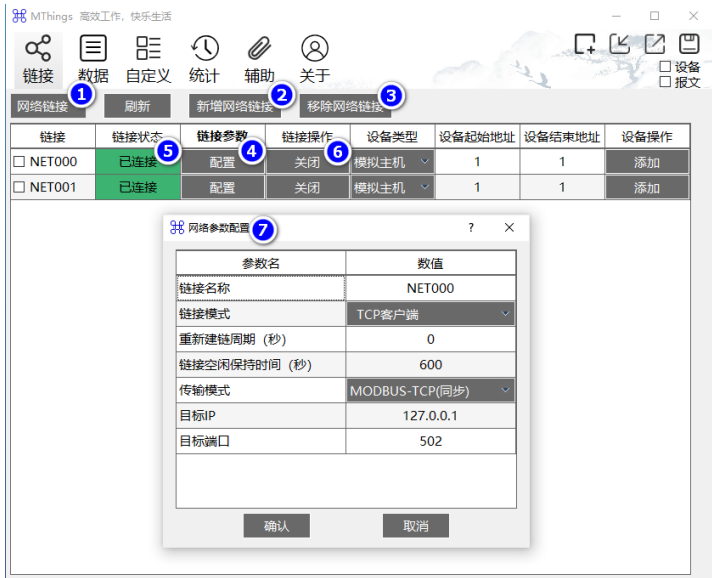 MThings 高效工作，快乐生活
链接 数据 自定义 统计 辅助 关于
设备
报文
网络链接 1 刷新 新增网络链接 2 移除网络链接 3
链接 链接状态 链接参数 链接操作 设备类型 设备起始地址 设备结束地址 设备操作
NET000 已连接 5 配置 4 关闭 6 模拟主机 1 1 添加
NET001 已连接 配置 关闭 模拟主机 1 1 添加
网络参数配置 7 ?
参数名 数值
链接名称 NET000
链接模式 TCP客户端
重新建链周期（秒） 0
链接空闲保持时间（秒） 600
传输模式 MODBUS-TCP(同步)
目标IP 127.0.0.1
目标端口 502
确认 取消